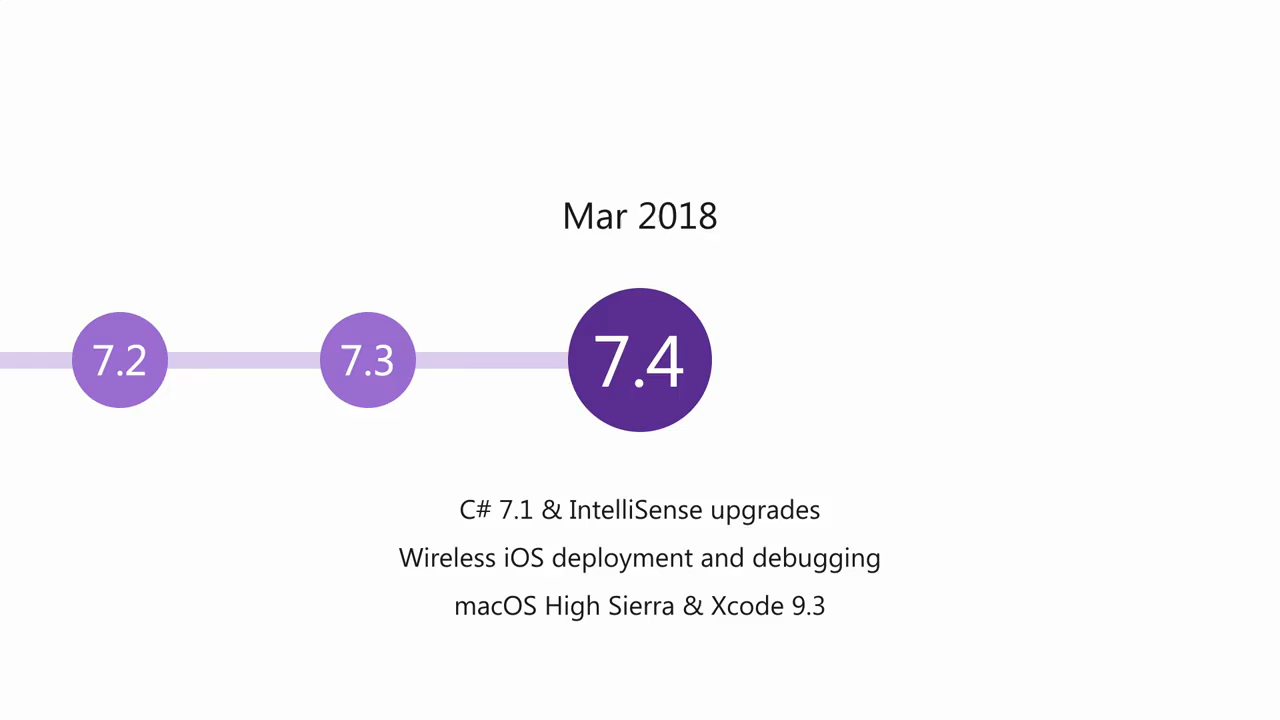 Mar 2018
7.2
7.3
7.4
C# 7.1 & IntelliSense upgrades
Wireless iOS deployment and debugging
macOS High Sierra & Xcode 9.3